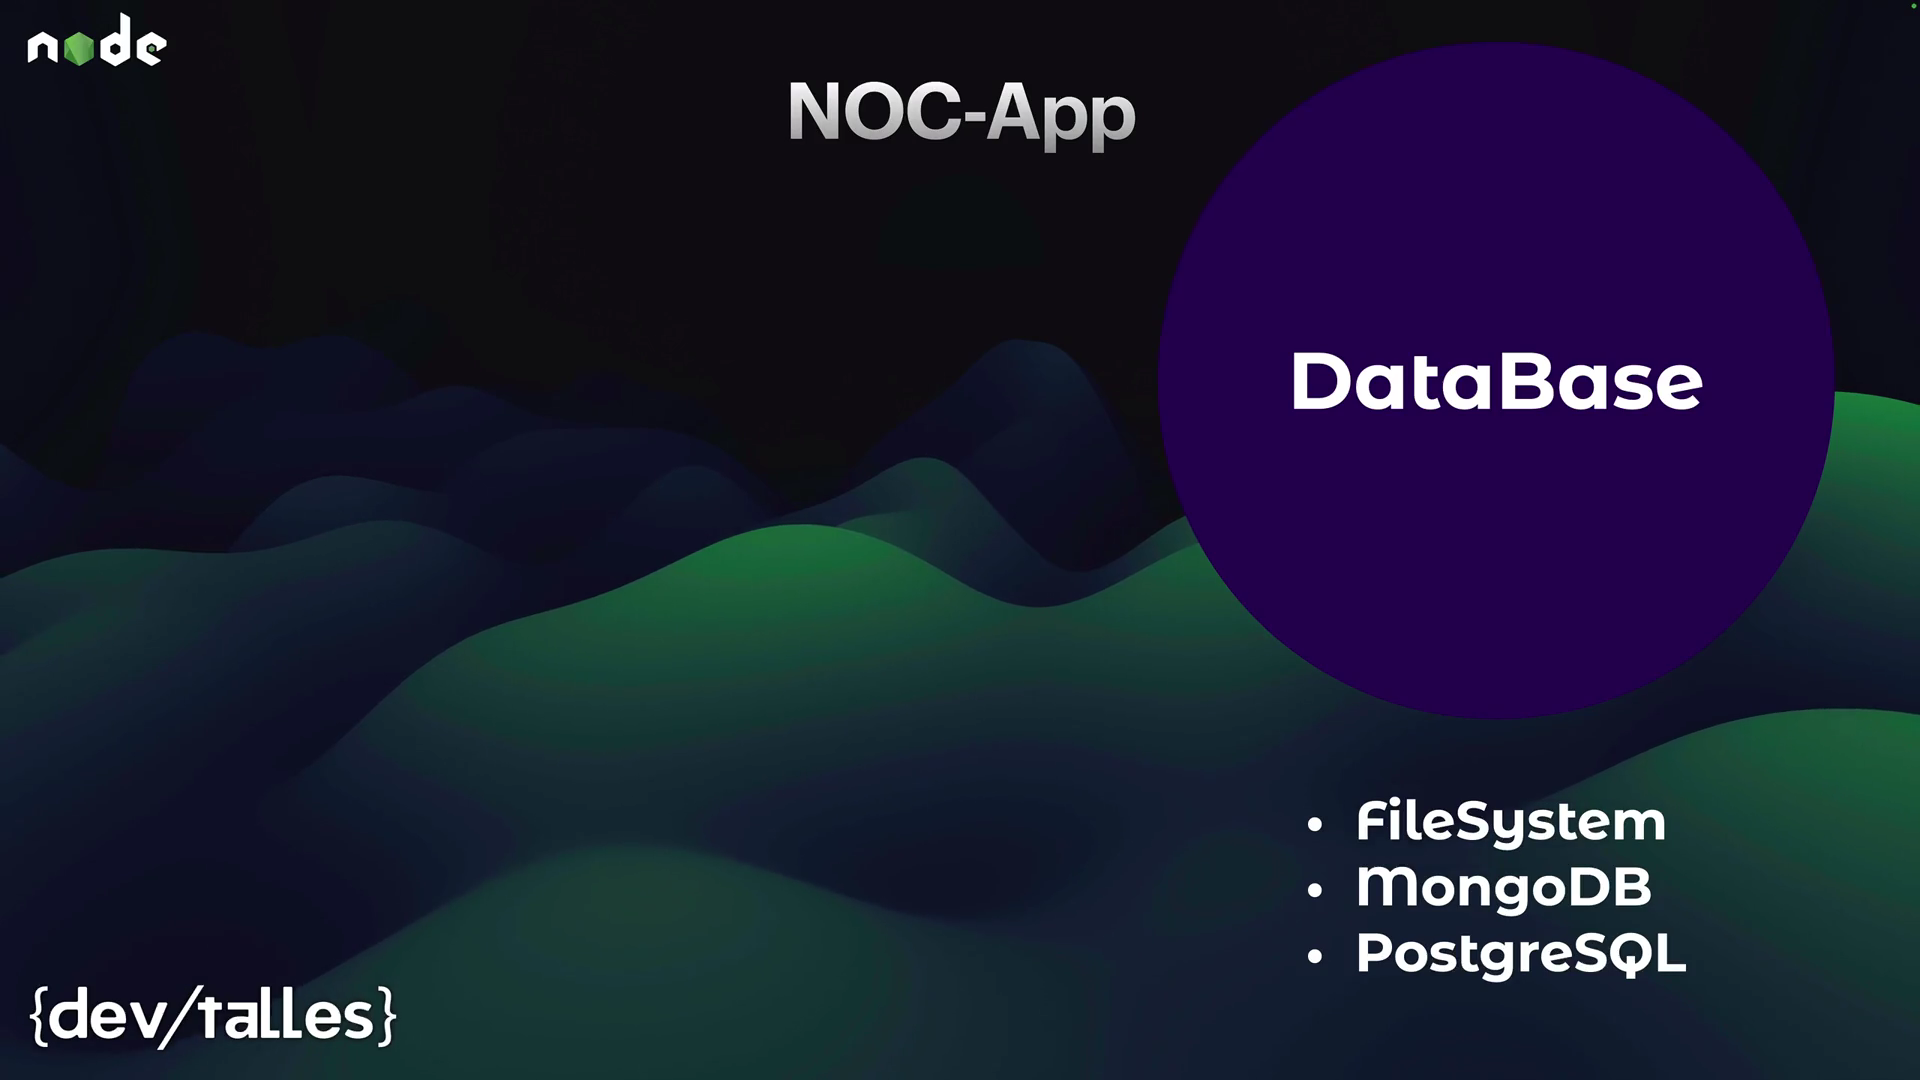 node
NOC-App
DataBase
• FileSystem
• MongoDB
• PostgreSQL
{dev/talles}